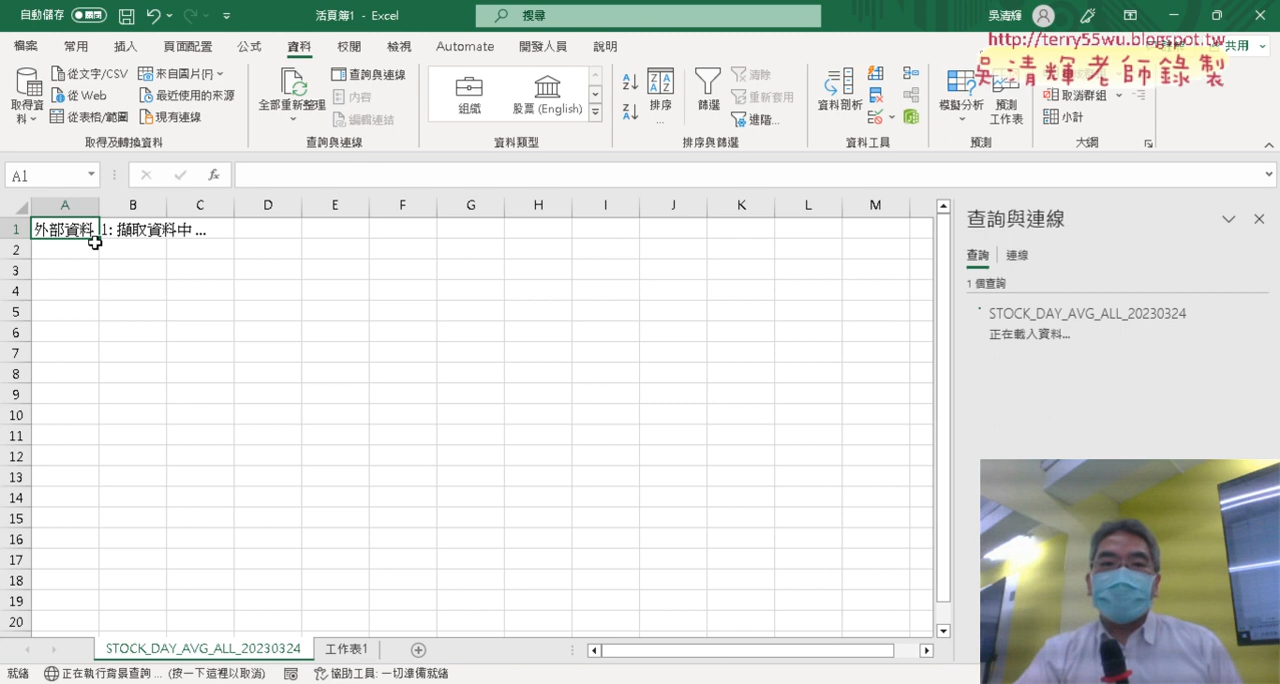 自動儲存
活頁簿1 - Excel
搜尋
吳清輝
檔案 常用 插入 頁面配置 公式 資料 校閱 檢視 Automate 開發人員 說明
http://terry55wu.blogspot.tw
共用
吳清輝老師錄製
取得資料
從文字/CSV
從 Web
從表格/範圍
來自圖片(F)
最近使用的來源
現有連線
取得及轉換資料
全部重新整理
查詢與連線
內容
編輯連結
查詢與連線
組織
股票 (English)
資料類型
排序
篩選
清除
重新套用
進階...
排序與篩選
資料剖析
資料工具
模擬分析
預測工作表
預測
取消群組
小計
大綱
A1
fx
A B C D E F G H I J K L M
1 外部資料_1: 擷取資料中 ...
2
3
4
5
6
7
8
9
10
11
12
13
14
15
16
17
18
19
20
查詢與連線
查詢 連線
1 個查詢
STOCK_DAY_AVG_ALL_20230324
正在載入資料...
STOCK_DAY_AVG_ALL_20230324 工作表1
就緒 正在執行背景查詢 ... (按一下這裡以取消) 協助工具: 一切準備就緒